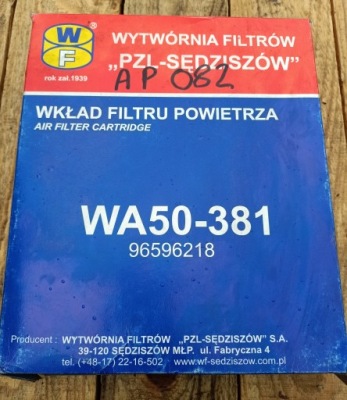 W
F
rok zał.1939
WYTWÓRNIA FILTRÓW
„PZL-SĘDZISZÓW"
AP 082
WKŁAD FILTRU POWIETRZA
AIR FILTER CARTRIDGE
WA50-381
96596218
Producent : WYTWÓRNIA FILTRÓW „PZL-SĘDZISZÓW" S.A.
39-120 SĘDZISZÓW MŁP. ul. Fabryczna 4
tel. (+48-17) 22-16-502 www.wf-sedziszow.com.pl